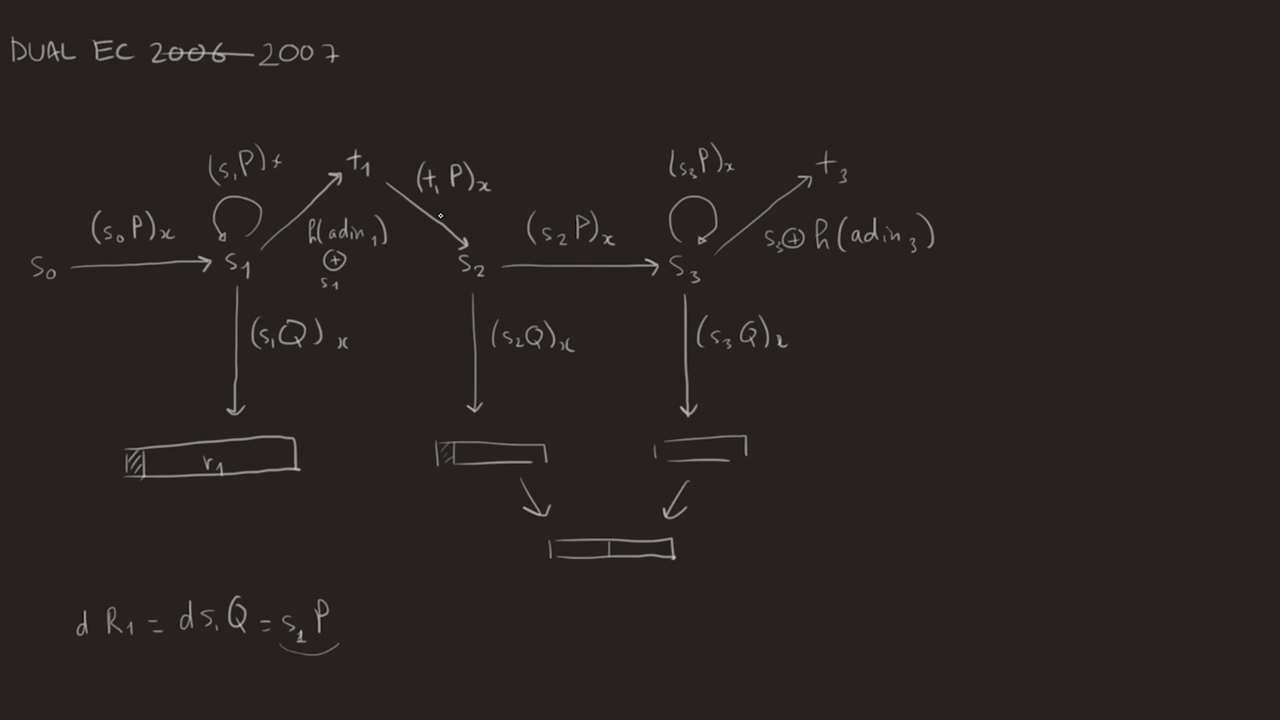 DUAL EC 2006 2007
(s₁P)ₓ
t₁
(t₁P)ₓ
(s₃P)ₓ
t₃
(s₀P)ₓ
h(adin₁)
(s₂P)ₓ
s₃⊕ h(adin₃)
s₀
s₁
⊕
s₁
s₂
s₃
(s₁Q)ₓ
(s₂Q)ₓ
(s₃Q)ₓ
r₁
d R₁ = d s₁ Q = s₁ P